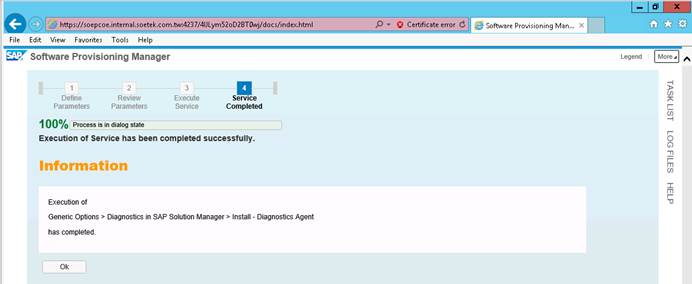 https://soepcoe.internal.soetek.com.tw:4237/4IJLym52oD2BT0wj/docs/index.html
Certificate error
Software Provisioning Man...
File Edit View Favorites Tools Help
SAP Software Provisioning Manager
Legend
More
1 2 3 4
Define Parameters
Review Parameters
Execute Service
Service Completed
100% Process is in dialog state
Execution of Service has been completed successfully.
Information
Execution of
Generic Options > Diagnostics in SAP Solution Manager > Install - Diagnostics Agent
has completed.
Ok
TASK LIST
LOG FILES
HELP